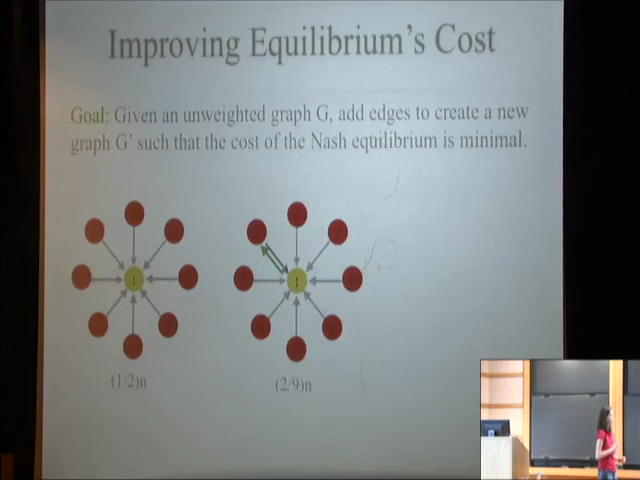 Improving Equilibrium's Cost
Goal: Given an unweighted graph G, add edges to create a new
graph G' such that the cost of the Nash equilibrium is minimal.
1
1
(1/2)n
(2/9)n